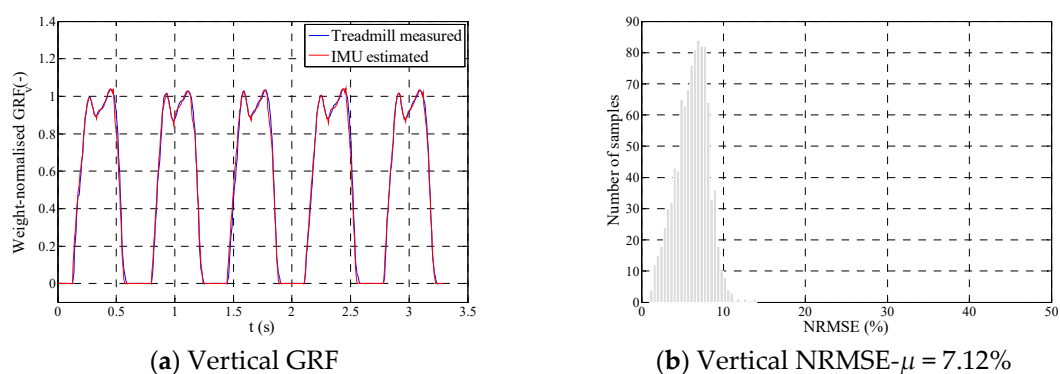 Weight-normalised GRFv(-)
1.4
1.2
1
0.8
0.6
0.4
0.2
0
0 0.5 1 1.5 2 2.5 3 3.5
t (s)
Treadmill measured
IMU estimated
(a) Vertical GRF
Number of samples
90
80
70
60
50
40
30
20
10
0
0 10 20 30 40 50
NRMSE (%)
(b) Vertical NRMSE-μ = 7.12%